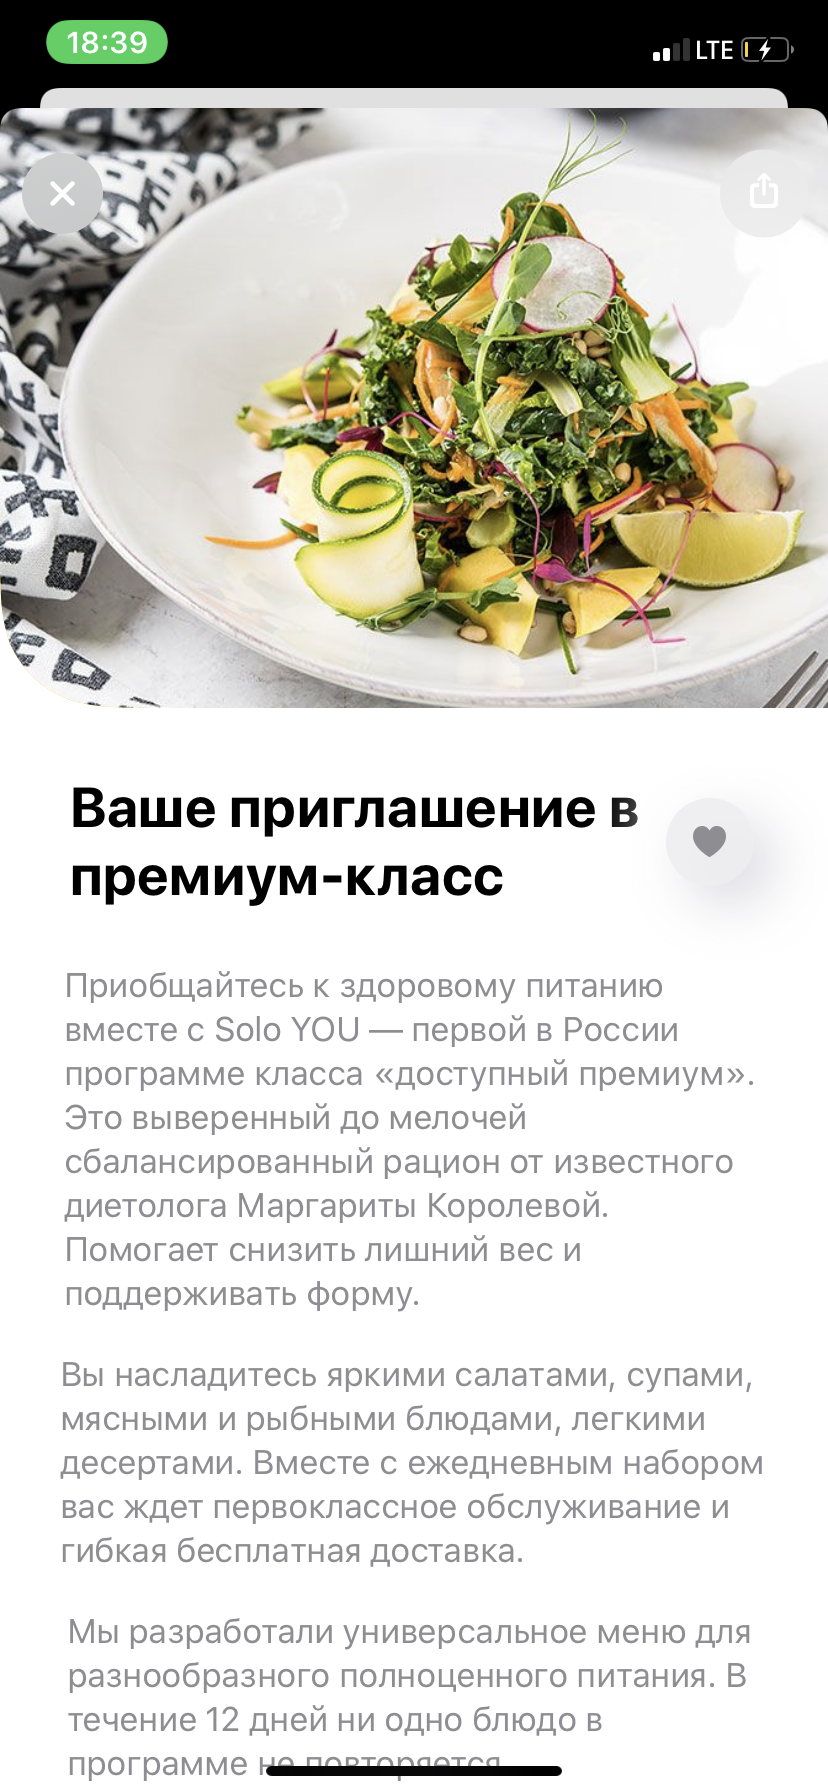 18:39
LTE
Ваше приглашение в
премиум-класс
Приобщайтесь к здоровому питанию
вместе с Solo YOU — первой в России
программе класса «доступный премиум».
Это выверенный до мелочей
сбалансированный рацион от известного
диетолога Маргариты Королевой.
Помогает снизить лишний вес и
поддерживать форму.
Вы насладитесь яркими салатами, супами,
мясными и рыбными блюдами, легкими
десертами. Вместе с ежедневным набором
вас ждет первоклассное обслуживание и
гибкая бесплатная доставка.
Мы разработали универсальное меню для
разнообразного полноценного питания. В
течение 12 дней ни одно блюдо в
программе не повторяется